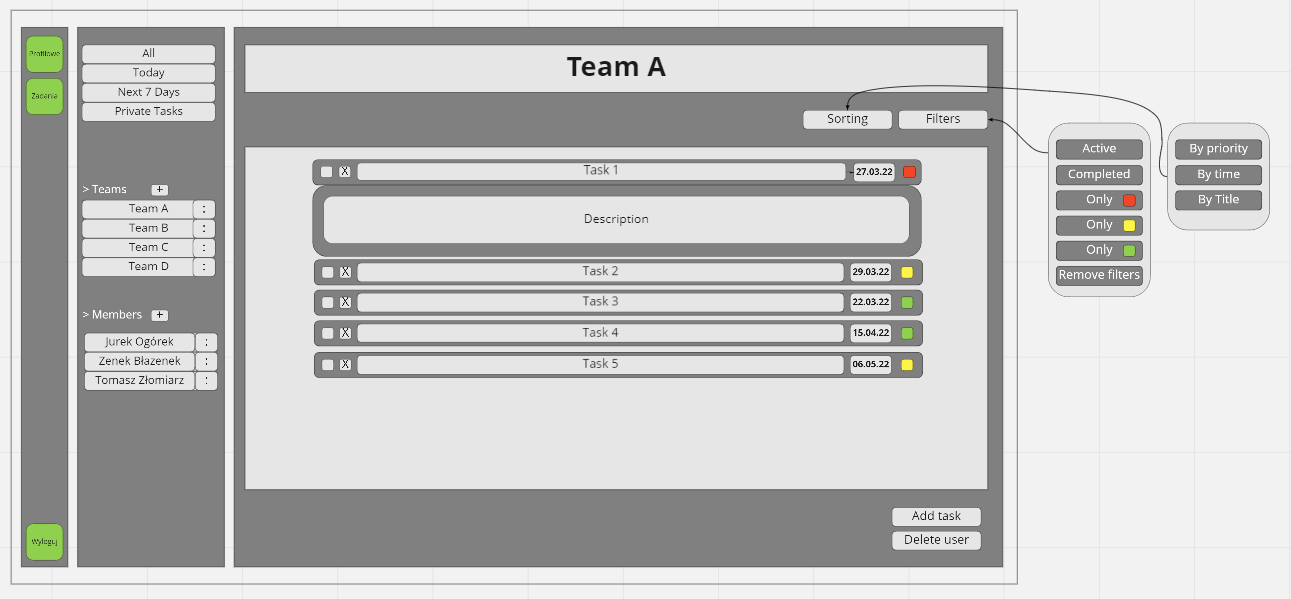 Profilowe
Zadania
Wyloguj
All
Today
Next 7 Days
Private Tasks
> Teams +
Team A :
Team B :
Team C :
Team D :
> Members +
Jurek Ogórek :
Zenek Błazenek :
Tomasz Złomiarz :
Team A
Sorting Filters
X Task 1 27.03.22
Description
X Task 2 29.03.22
X Task 3 22.03.22
X Task 4 15.04.22
X Task 5 06.05.22
Add task
Delete user
Active
Completed
Only
Only
Only
Remove filters
By priority
By time
By Title